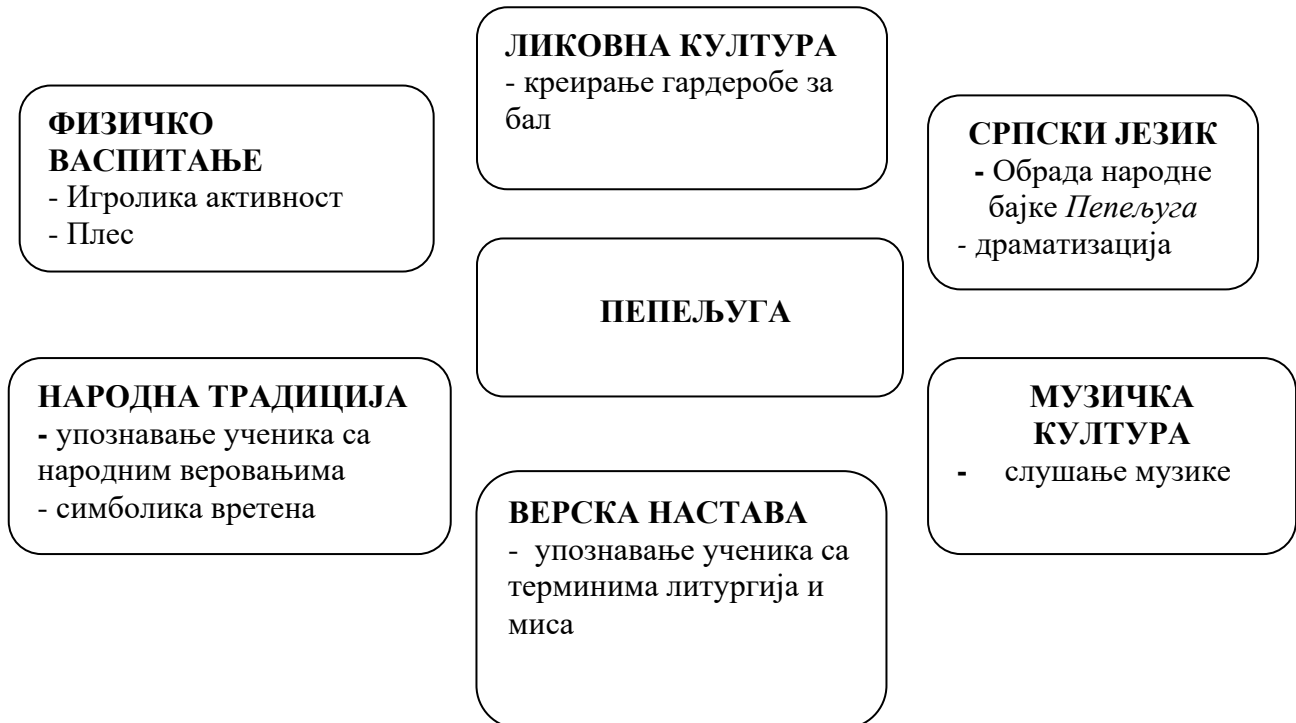 ЛИКОВНА КУЛТУРА
- креирање гардеробе за
бал
ФИЗИЧКО
ВАСПИТАЊЕ
- Игролика активност
- Плес
СРПСКИ ЈЕЗИК
- Обрада народне
бајке Пепељуга
- драматизација
ПЕПЕЉУГА
НАРОДНА ТРАДИЦИЈА
- упознавање ученика са
народним веровањима
- симболика вретена
МУЗИЧКА
КУЛТУРА
- слушање музике
ВЕРСКА НАСТАВА
- упознавање ученика са
терминима литургија и
миса